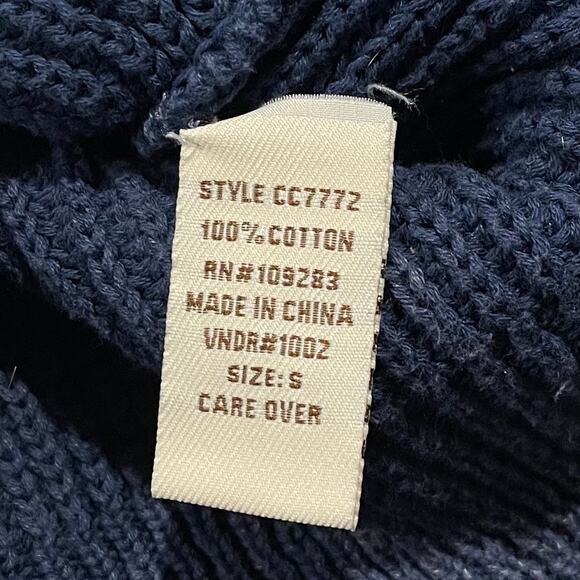 STYLE CC7772
100% COTTON
RN#109283
MADE IN CHINA
VNDR#1002
SIZE: S
CARE OVER